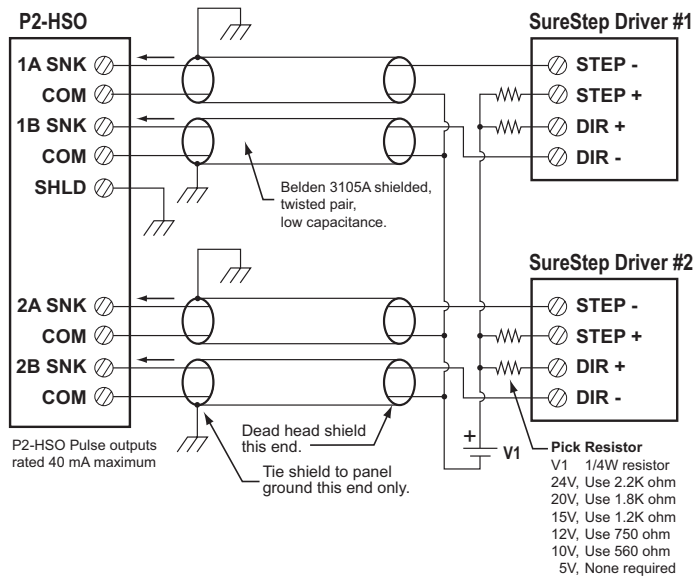 P2-HSO
SureStep Driver #1
1A SNK
COM
1B SNK
COM
SHLD
STEP -
STEP +
DIR +
DIR -
Belden 3105A shielded,
twisted pair,
low capacitance.
SureStep Driver #2
2A SNK
COM
2B SNK
COM
STEP -
STEP +
DIR +
DIR -
P2-HSO Pulse outputs
rated 40 mA maximum
Dead head shield
this end.
Tie shield to panel
ground this end only.
+
V1
Pick Resistor
V1 1/4W resistor
24V, Use 2.2K ohm
20V, Use 1.8K ohm
15V, Use 1.2K ohm
12V, Use 750 ohm
10V, Use 560 ohm
5V, None required